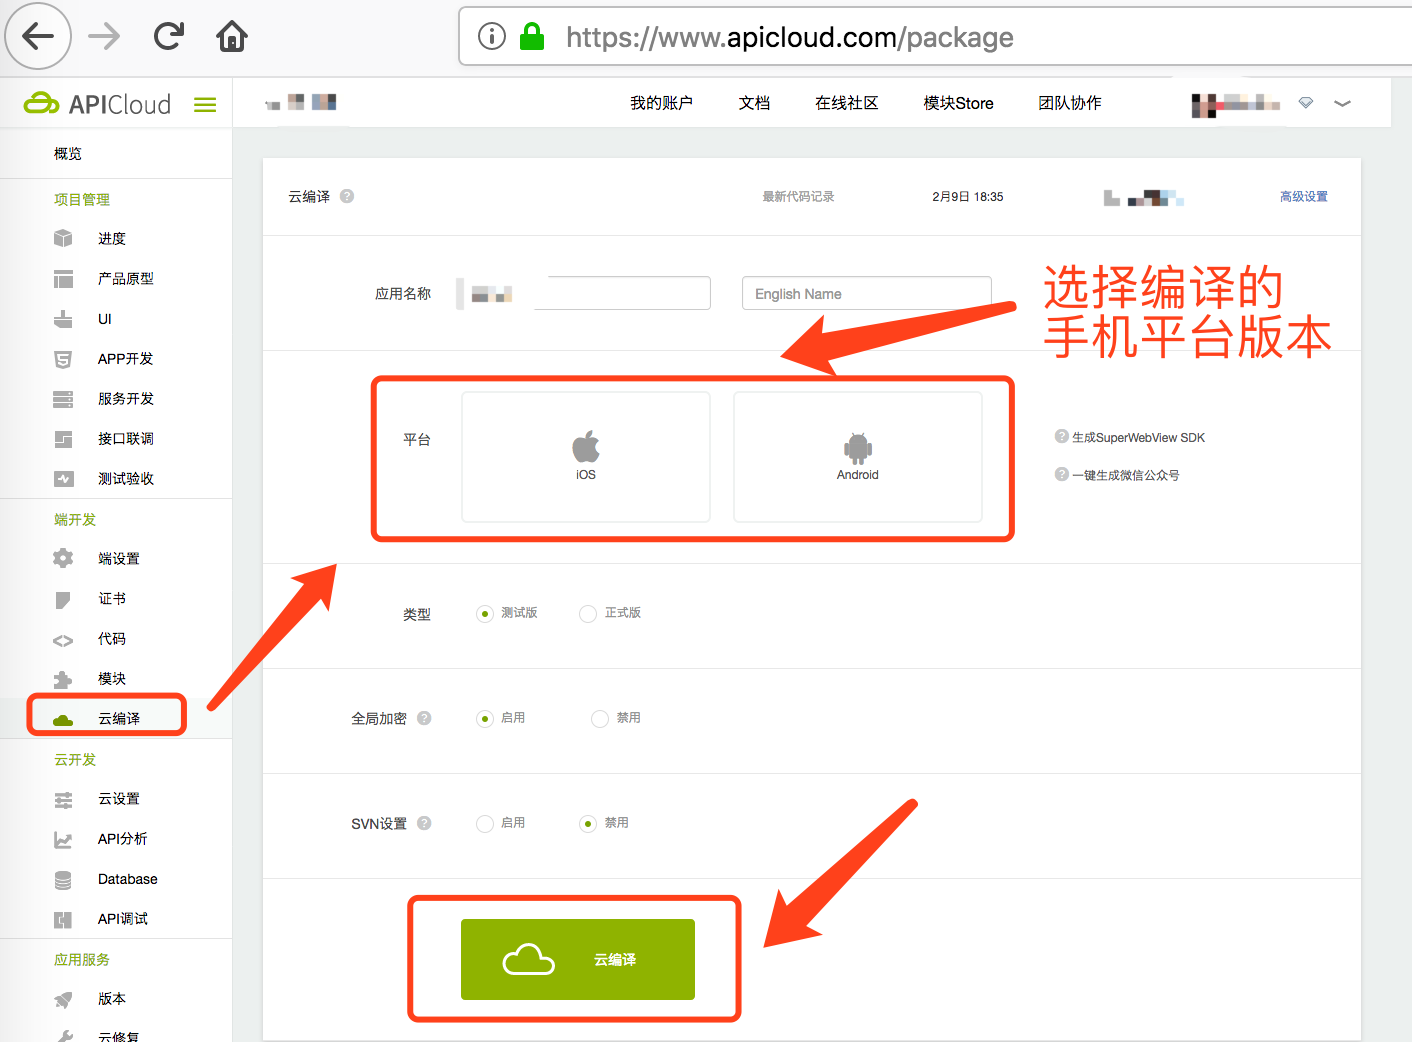 https://www.apicloud.com/package
APICloud
我的账户 文档 在线社区 模块Store 团队协作
概览
项目管理
进度
产品原型
UI
APP开发
服务开发
接口联调
测试验收
端开发
端设置
证书
代码
模块
云编译
云开发
云设置
API分析
Database
API调试
应用服务
版本
云修复
云编译 ?
最新代码记录 2月9日 18:35 高级设置
应用名称 English Name
选择编译的
手机平台版本
平台 iOS Android
? 生成SuperWebView SDK
? 一键生成微信公众号
类型 测试版 正式版
全局加密 ? 启用 禁用
SVN设置 ? 启用 禁用
云编译